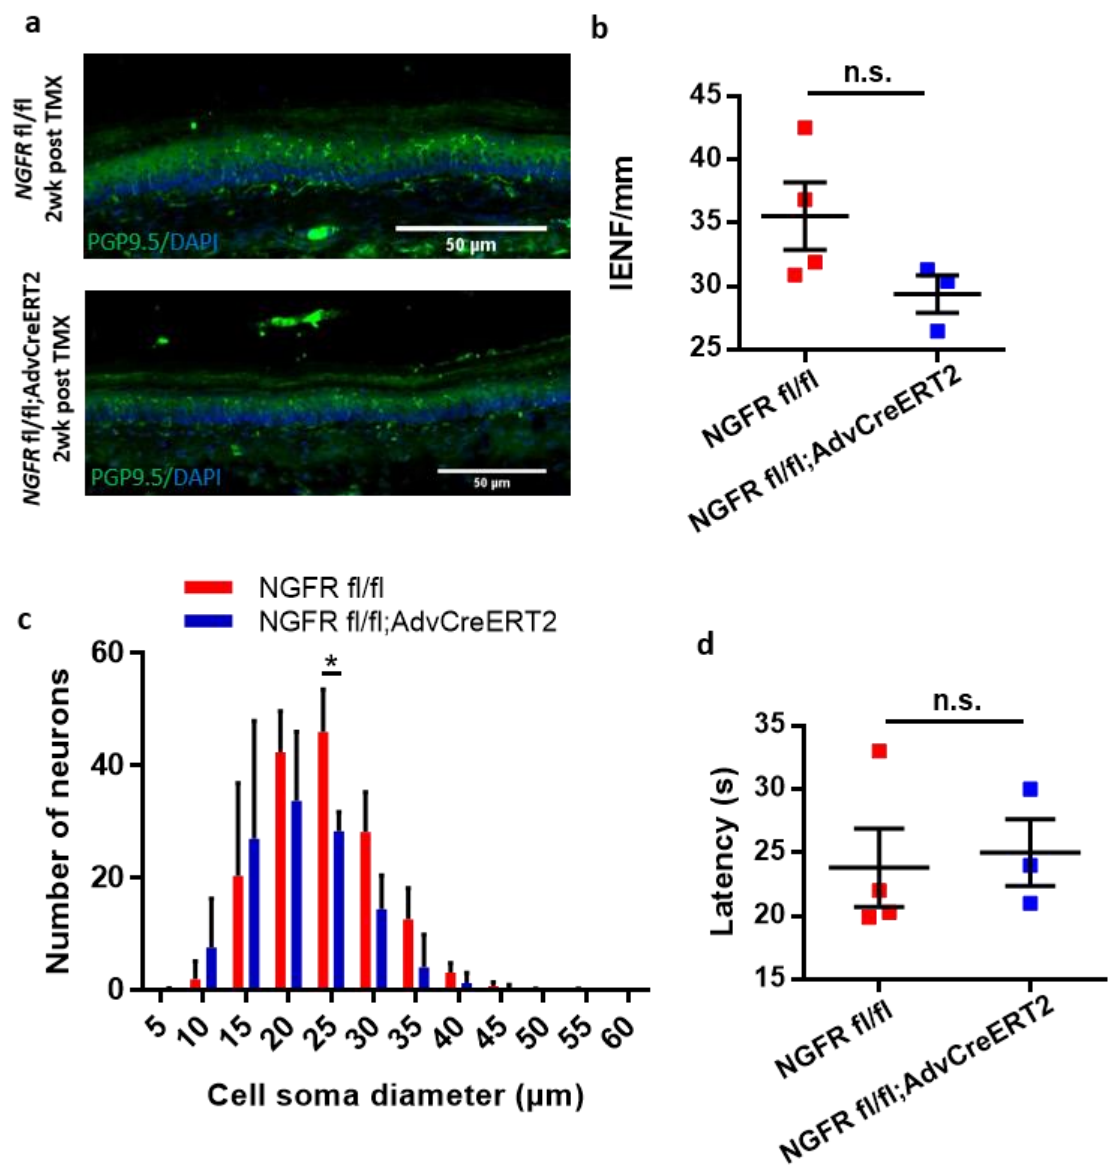 a
NGFR fl/fl
2wk post TMX
PGP9.5/DAPI
50 µm
NGFR fl/fl;AdvCreERT2
2wk post TMX
PGP9.5/DAPI
50 µm
b
n.s.
IENF/mm
45
40
35
30
25
NGFR fl/fl
NGFR fl/fl;AdvCreERT2
c
NGFR fl/fl
NGFR fl/fl;AdvCreERT2
Number of neurons
60
40
20
0
*
5 10 15 20 25 30 35 40 45 50 55 60
Cell soma diameter (µm)
d
n.s.
Latency (s)
35
30
25
20
15
NGFR fl/fl
NGFR fl/fl;AdvCreERT2